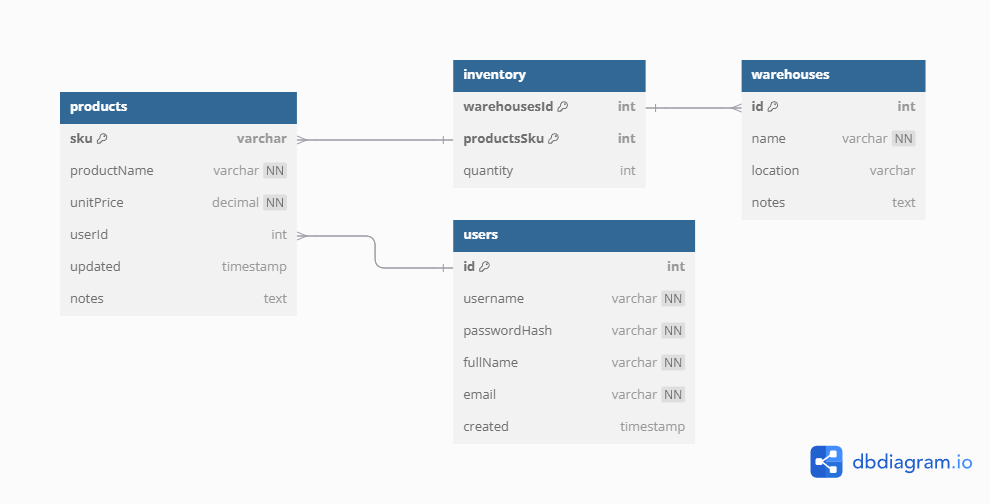 products
sku varchar
productName varchar NN
unitPrice decimal NN
userId int
updated timestamp
notes text
inventory
warehousesId int
productsSku int
quantity int
warehouses
id int
name varchar NN
location varchar
notes text
users
id int
username varchar NN
passwordHash varchar NN
fullName varchar NN
email varchar NN
created timestamp
dbdiagram.io